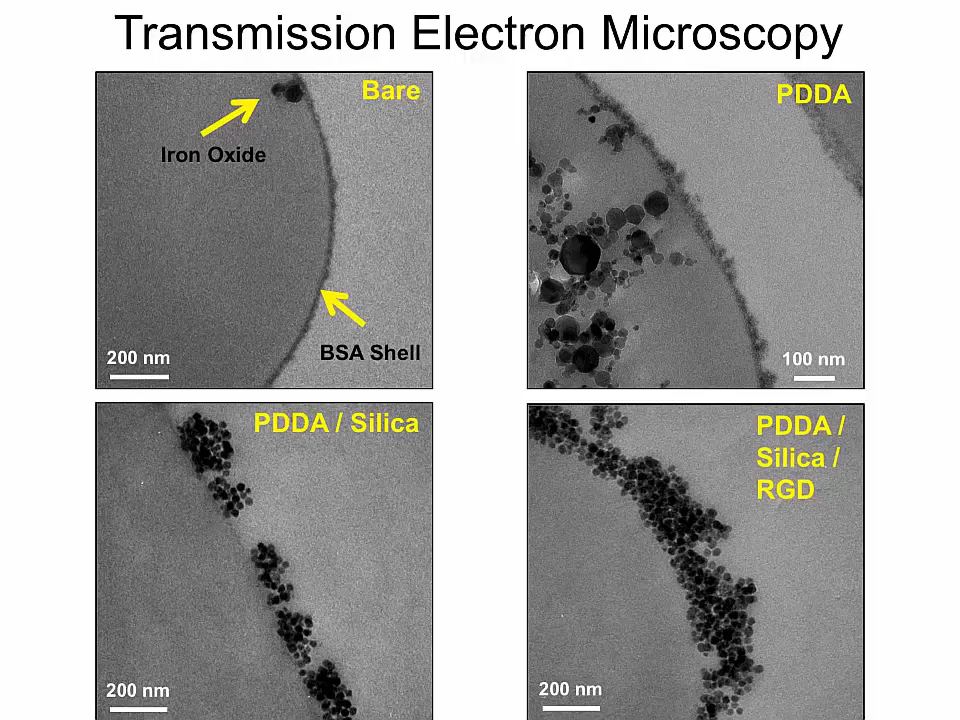 Transmission Electron Microscopy
Bare
Iron Oxide
BSA Shell
200 nm
PDDA
100 nm
PDDA / Silica
200 nm
PDDA /
Silica /
RGD
200 nm